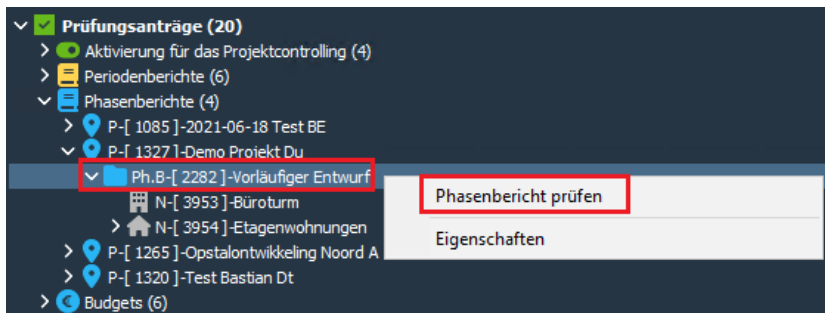 Prüfungsanträge (20)
Aktivierung für das Projektcontrolling (4)
Periodenberichte (6)
Phasenberichte (4)
P-[ 1085 ]-2021-06-18 Test BE
P-[ 1327 ]-Demo Projekt Du
Ph.B-[ 2282 ]-Vorläufiger Entwurf
Phasenbericht prüfen
N-[ 3953 ]-Büroturm
N-[ 3954 ]-Etagenwohnungen
Eigenschaften
P-[ 1265 ]-Opstalontwikkeling Noord A
P-[ 1320 ]-Test Bastian Dt
Budgets (6)